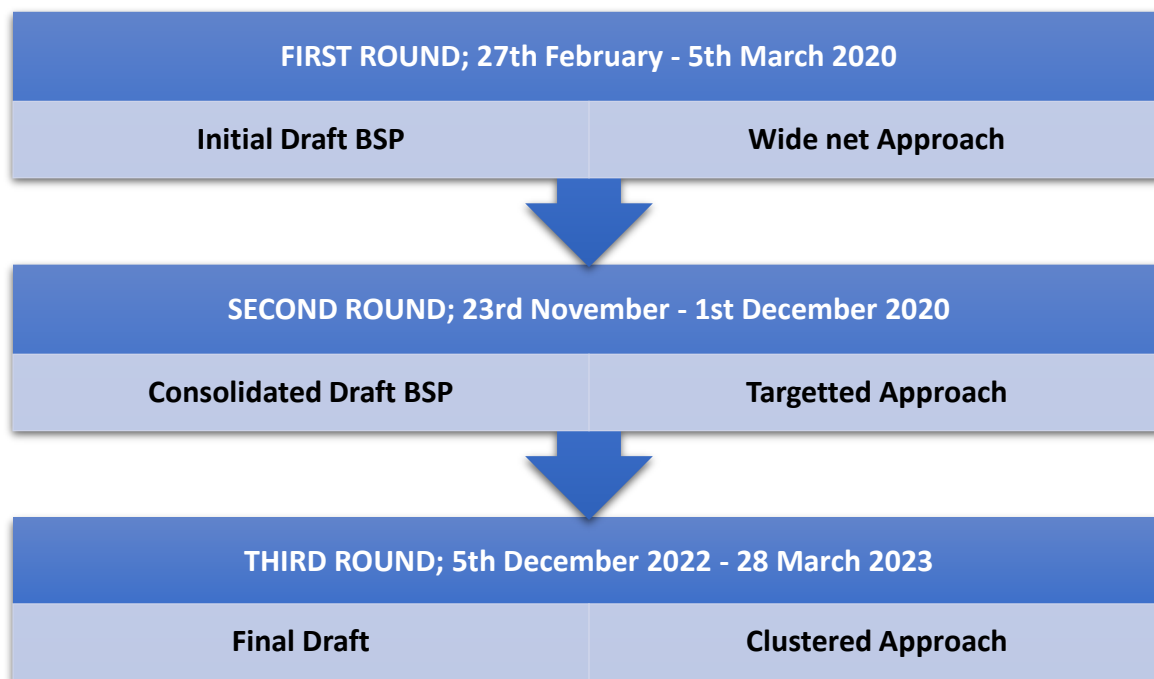 FIRST ROUND; 27th February - 5th March 2020
Initial Draft BSP
Wide net Approach
SECOND ROUND; 23rd November - 1st December 2020
Consolidated Draft BSP
Targetted Approach
THIRD ROUND; 5th December 2022 - 28 March 2023
Final Draft
Clustered Approach